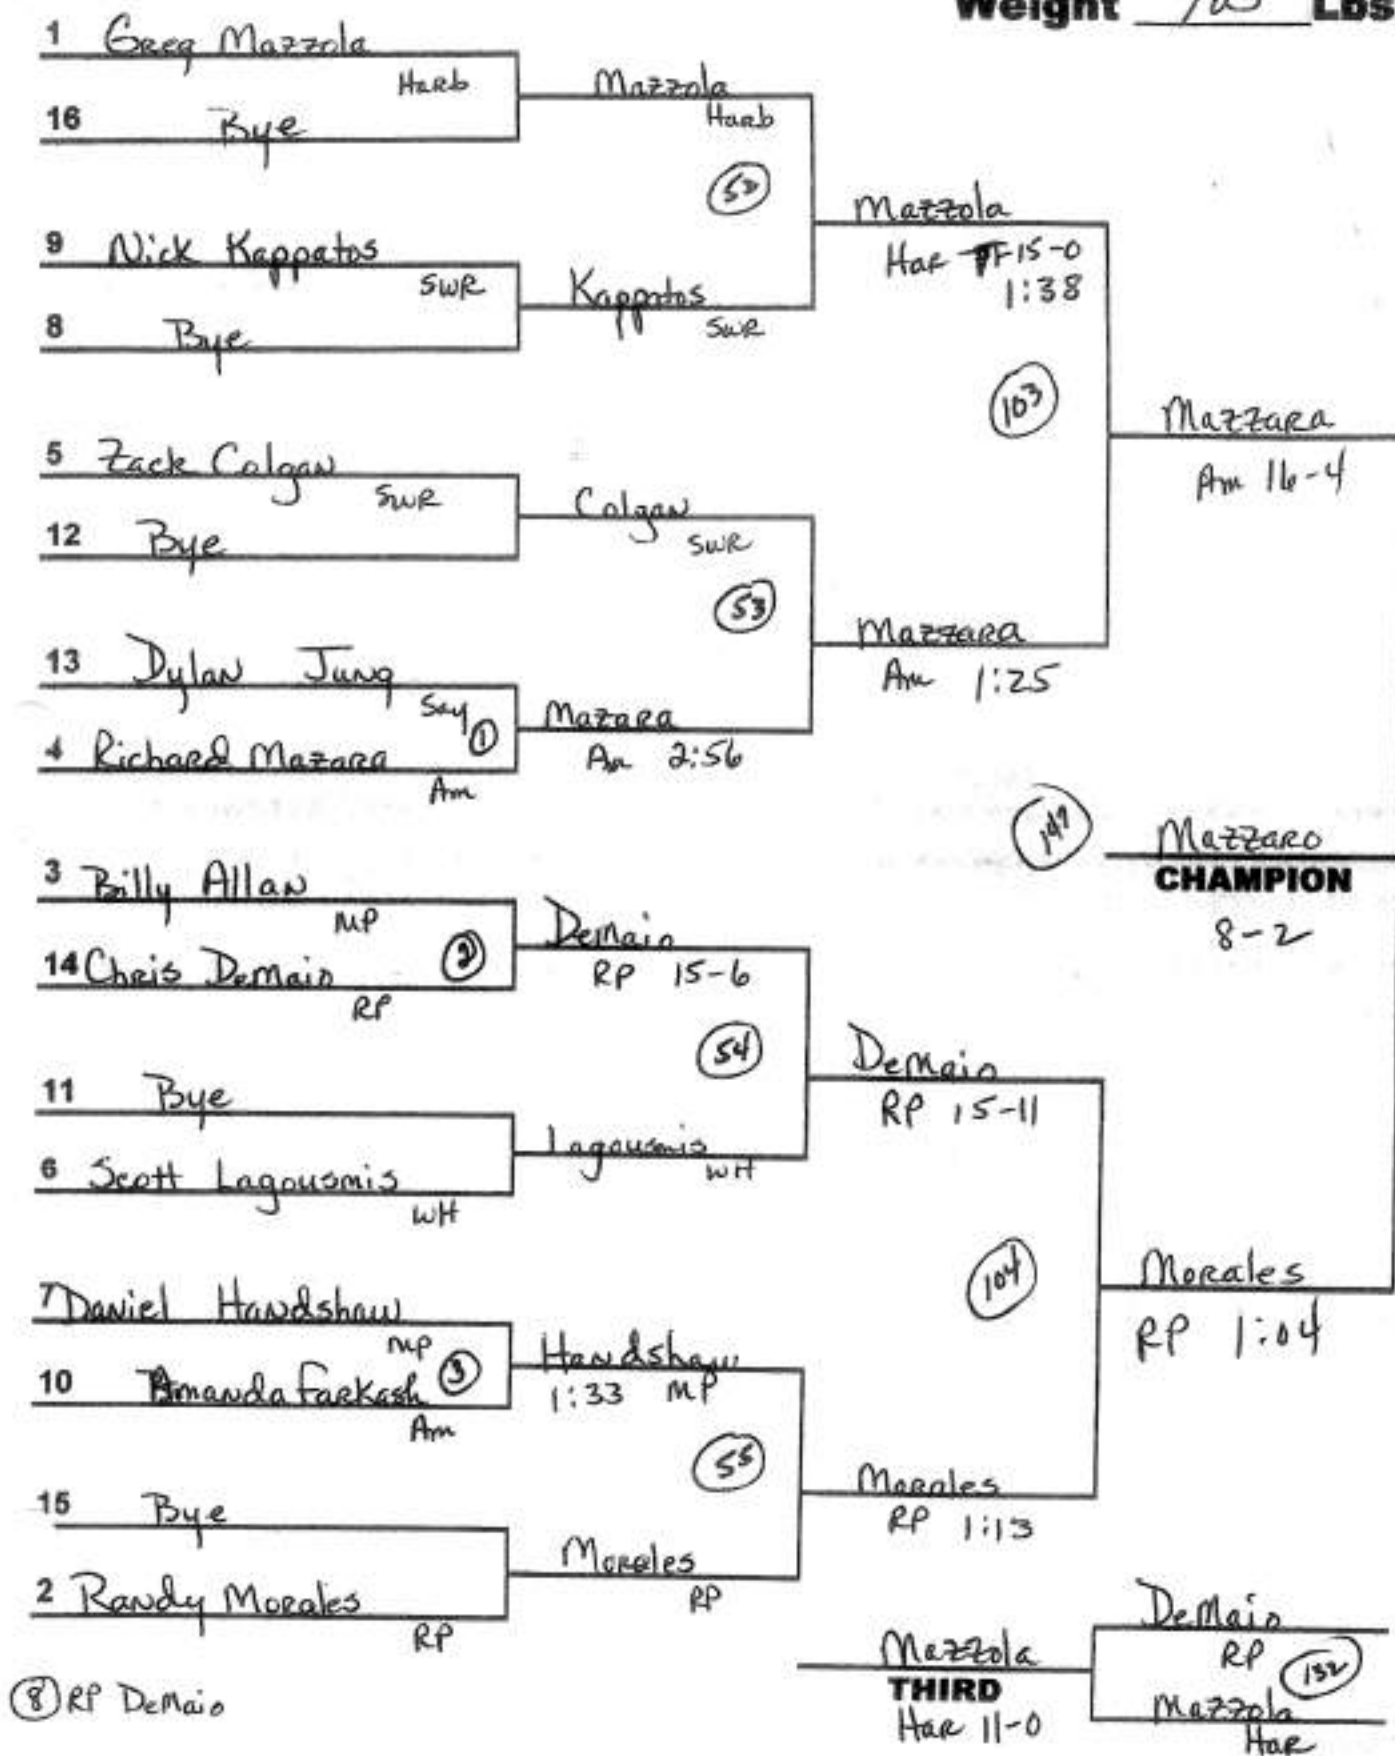 Weight Lbs
1 Greg Mazzola
Harb
16 Bye
Mazzola
Harb
9 Nick Kappatos
SWR
8 Bye
Kappatos
SWR
Mazzola
Har TF 15-0
1:38
5 Zack Colgan
SWR
12 Bye
Colgan
SWR
53
13 Dylan Jung
Say
1
4 Richard Mazara
Am
Mazara
Am 2:56
Mazzara
Am 1:25
103
Mazzara
Am 16-4
3 Billy Allan
MP
2
14 Chris DeMaio
RP
DeMaio
RP 15-6
54
11 Bye
6 Scott Lagousmis
WH
Lagousmis
WH
DeMaio
RP 15-11
7 Daniel Handshaw
MP
3
10 Amanda Farkash
Am
Handshaw
1:33 MP
55
15 Bye
2 Randy Morales
RP
Morales
RP
Morales
RP 1:13
104
Morales
RP 1:04
Mazzaro
CHAMPION
8-2
DeMaio
RP
132
Mazzola
Har
Mazzola
THIRD
Har 11-0
8 RP DeMaio